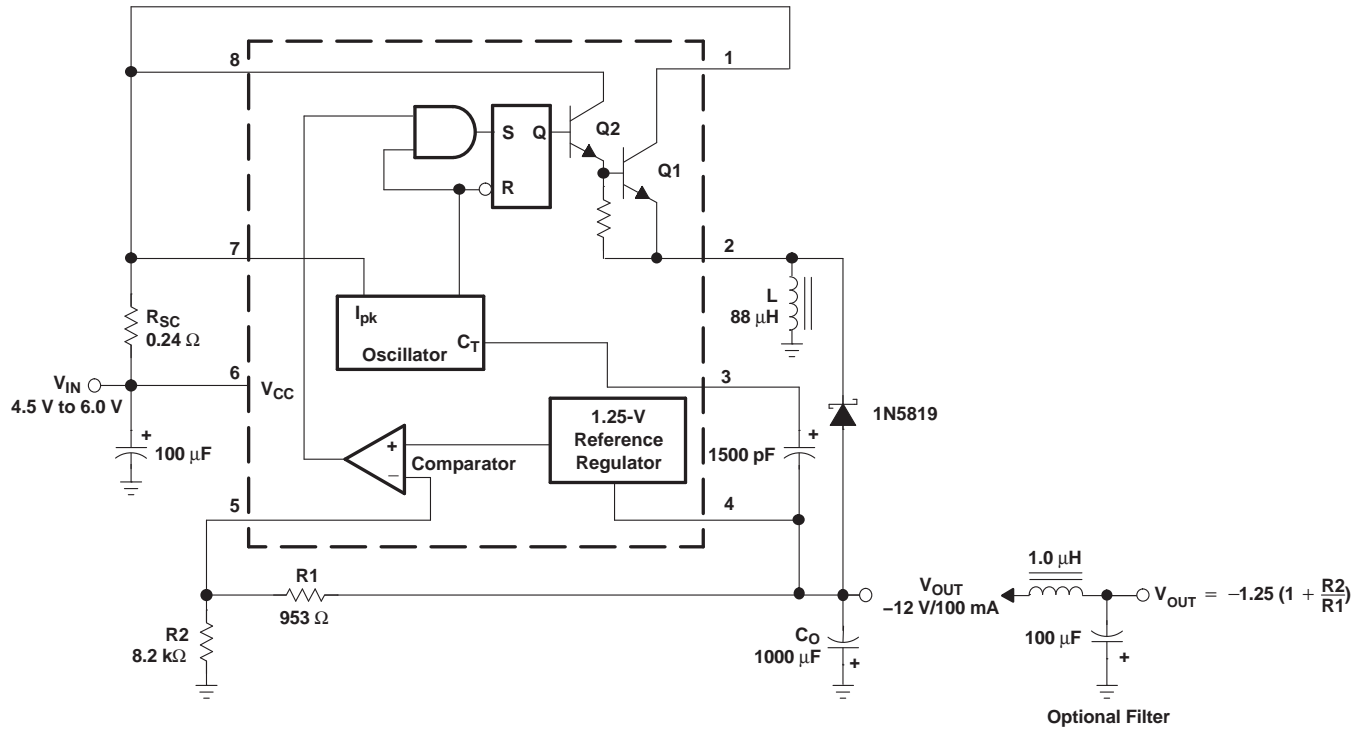 8
1
S Q
Q2
R
Q1
7
2
R_SC
0.24 Ω
I_pk
C_T
Oscillator
L
88 μH
V_IN
4.5 V to 6.0 V
6
V_CC
3
+
100 μF
+
−
Comparator
1.25-V
Reference
Regulator
1500 pF
+
1N5819
5
4
R1
953 Ω
R2
8.2 kΩ
V_OUT
−12 V/100 mA
C_O
1000 μF
+
1.0 μH
V_OUT = −1.25 (1 + R2/R1)
100 μF
+
Optional Filter